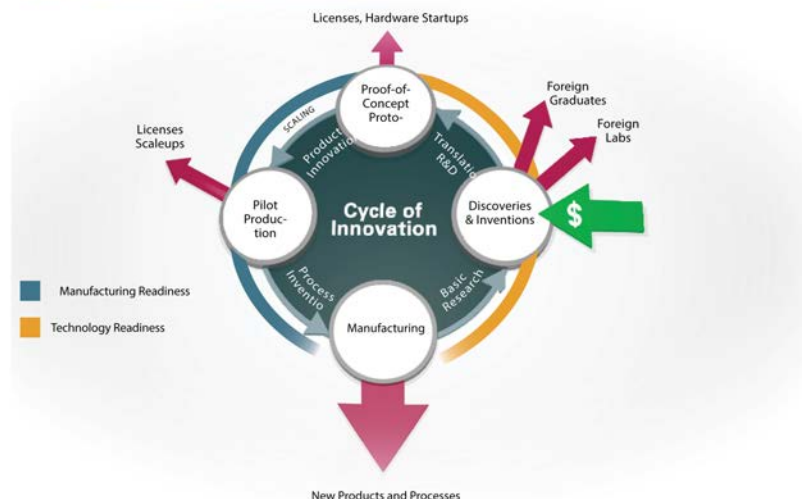 Licenses, Hardware Startups
Proof-of-
Concept
Proto-
Foreign
Graduates
Foreign
Labs
Licenses
Scaleups
SCALING
Product
Innovation
Translatio
R&D
Pilot
Produc-
tion
Cycle of
Innovation
Discoveries
& Inventions
$
Process
Inventio
Basic
Research
Manufacturing
Manufacturing Readiness
Technology Readiness
New Products and Processes